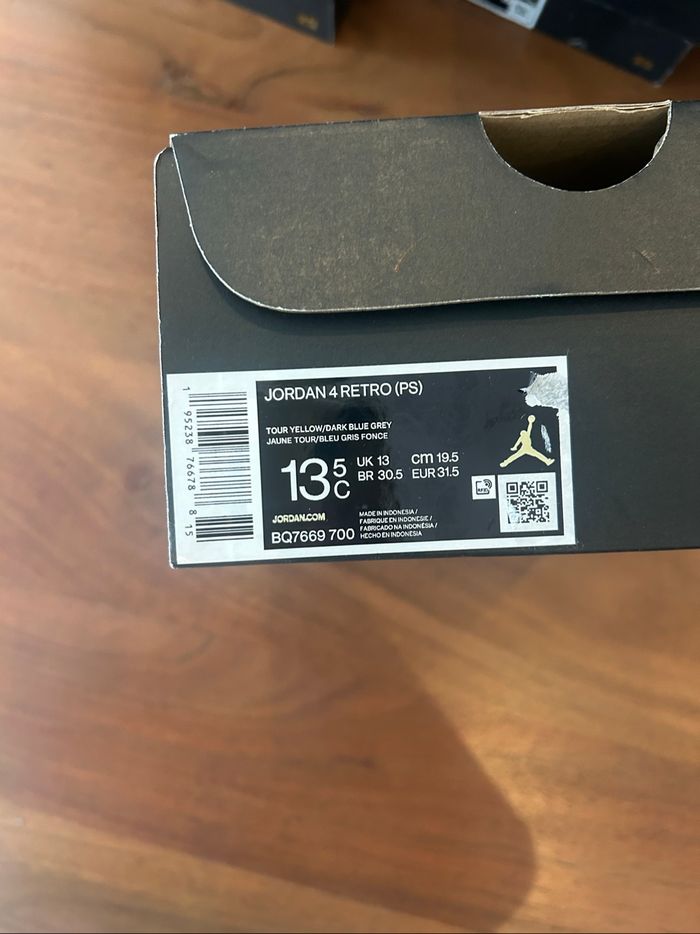 JORDAN 4 RETRO (PS)
TOUR YELLOW/DARK BLUE GREY
JAUNE TOUR/BLEU GRIS FONCE
13 5 C
UK 13 cm 19.5
BR 30.5 EUR 31.5
JORDAN.COM
BQ7669 700
MADE IN INDONESIA /
FABRIQUE EN INDONESIE /
FABRICADO NA INDONÉSIA /
HECHO EN INDONESIA
1 95238 76678 8 15